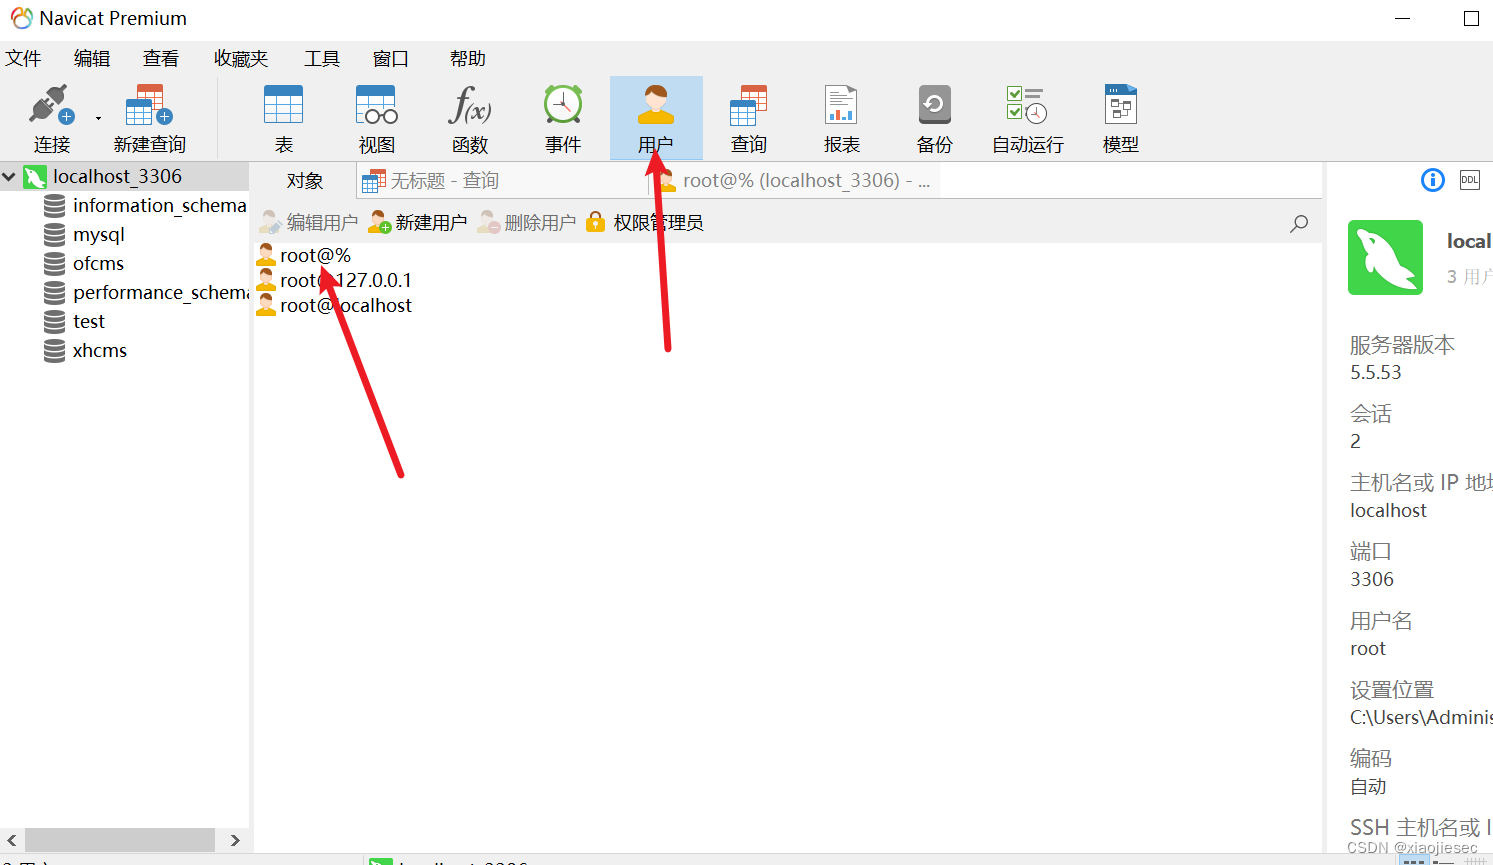 Navicat Premium
文件 编辑 查看 收藏夹 工具 窗口 帮助
连接 新建查询 表 视图 f(x) 函数 事件 用户 查询 报表 备份 自动运行 模型
localhost_3306
information_schema
mysql
ofcms
performance_schema
test
xhcms
对象 无标题 - 查询 root@% (localhost_3306) - ...
编辑用户 新建用户 删除用户 权限管理员
root@%
root@127.0.0.1
root@localhost
DDL
local
3 用户
服务器版本
5.5.53
会话
2
主机名或 IP 地址
localhost
端口
3306
用户名
root
设置位置
C:\Users\Adminis
编码
自动
SSH 主机名或 I
CSDN @xiaojiesec